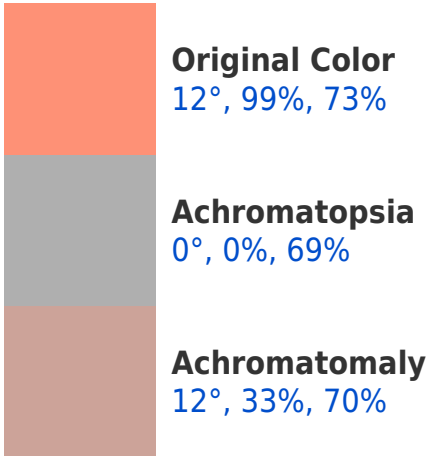 Original Color
12°, 99%, 73%
Achromatopsia
0°, 0%, 69%
Achromatomaly
12°, 33%, 70%